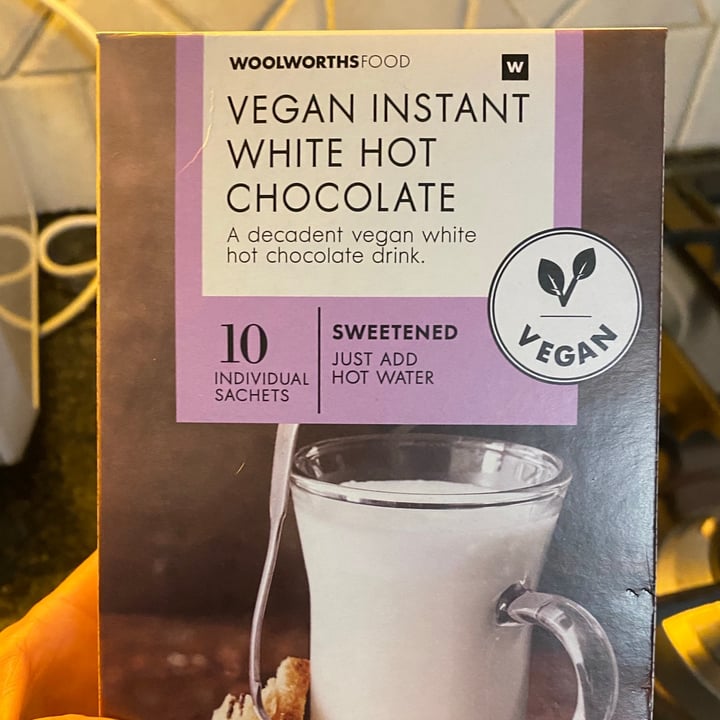 WOOLWORTHSFOOD
W
VEGAN INSTANT
WHITE HOT
CHOCOLATE
A decadent vegan white
hot chocolate drink.
VEGAN
10
INDIVIDUAL
SACHETS
SWEETENED
JUST ADD
HOT WATER